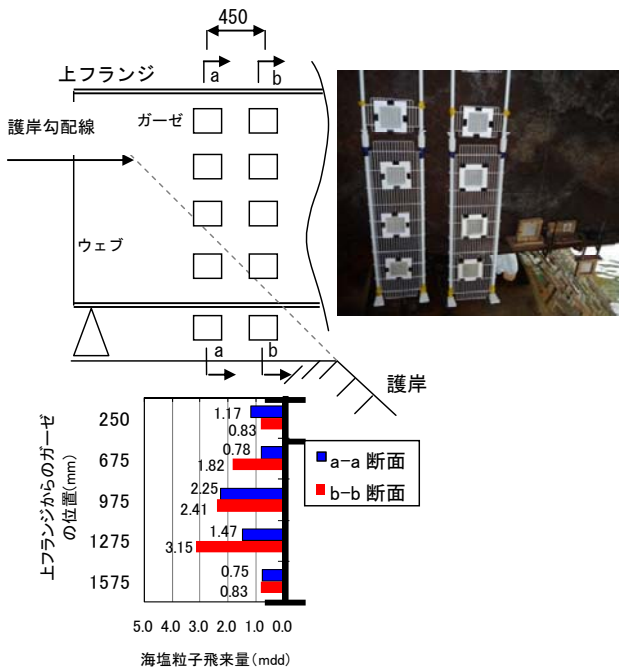 450
a
b
上フランジ
ガーゼ
護岸勾配線
ウェブ
a
b
護岸
上フランジからのガーゼ
の位置(mm)
250
675
975
1275
1575
1.17
0.83
0.78
1.82
2.25
2.41
1.47
3.15
0.75
0.83
a-a 断面
b-b 断面
5.0 4.0 3.0 2.0 1.0 0.0
海塩粒子飛来量(mdd)